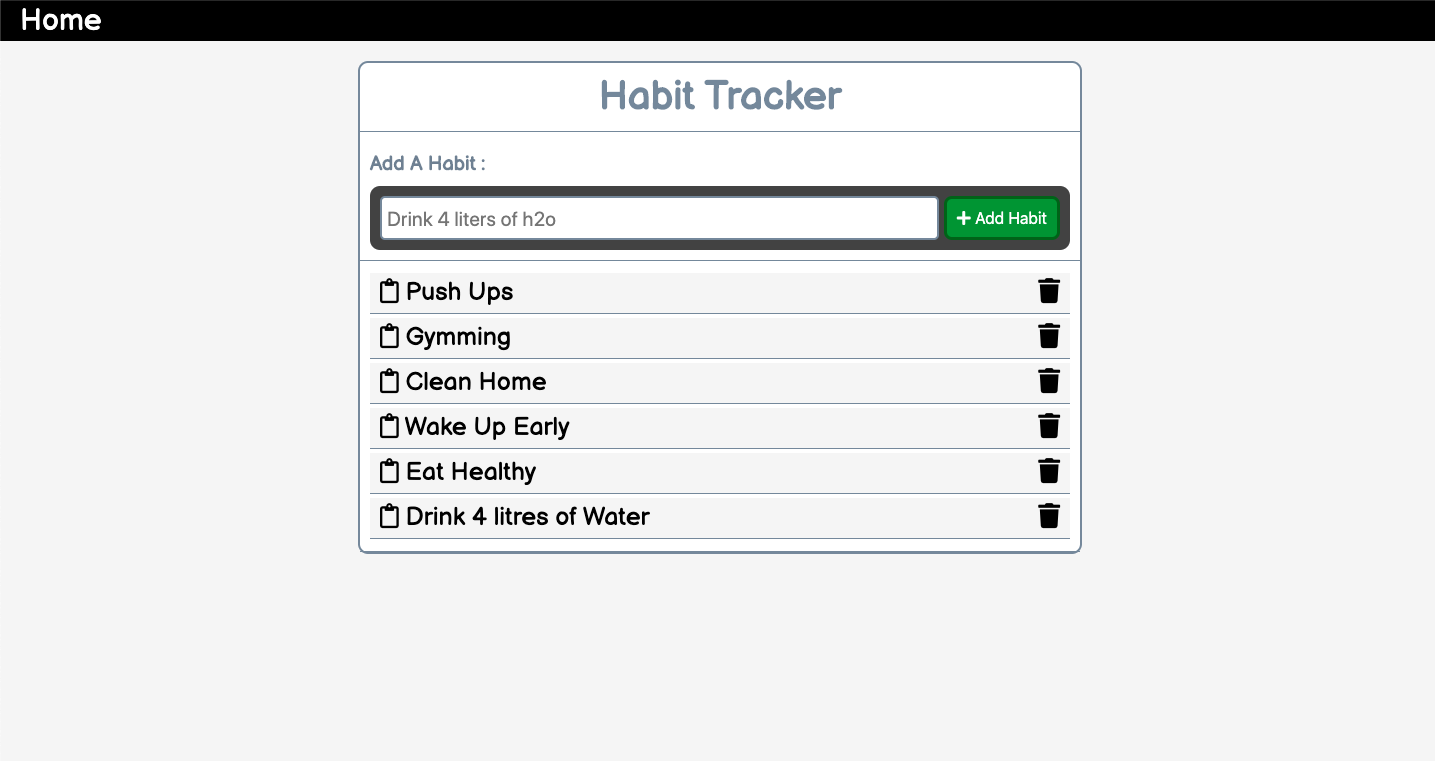 Home
Habit Tracker
Add A Habit :
Drink 4 liters of h2o
Add Habit
Push Ups
Gymming
Clean Home
Wake Up Early
Eat Healthy
Drink 4 litres of Water